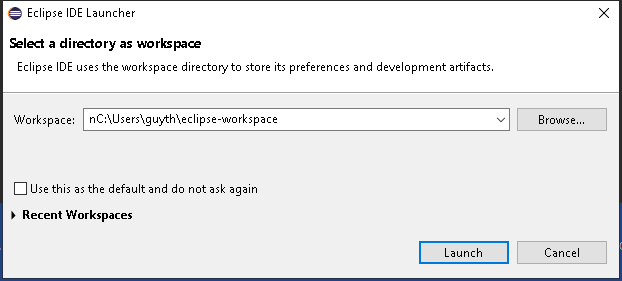 Eclipse IDE Launcher
Select a directory as workspace
Eclipse IDE uses the workspace directory to store its preferences and development artifacts.
Workspace: nC:\Users\guyth\eclipse-workspace Browse...
Use this as the default and do not ask again
Recent Workspaces
Launch Cancel